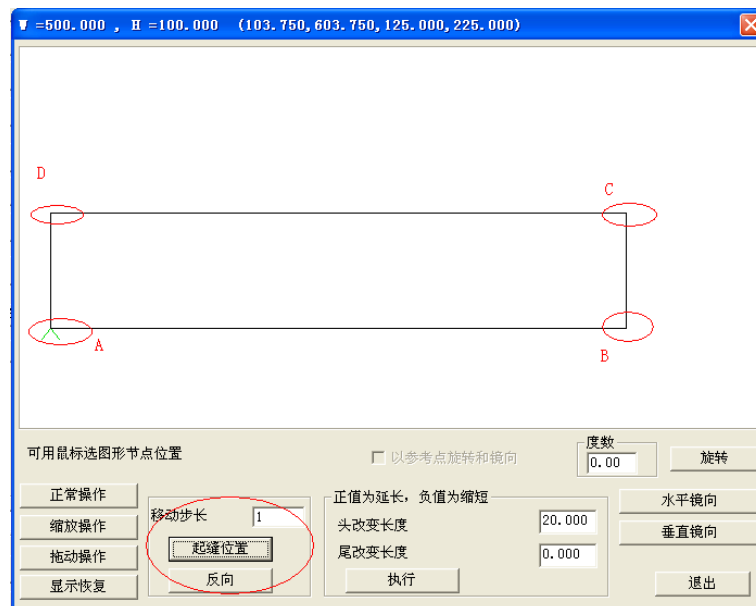 W =500.000 , H =100.000 (103.750,603.750,125.000,225.000)
D
C
A
B
可用鼠标选图形节点位置
以参考点旋转和镜向
度数
0.00
旋转
正常操作
缩放操作
拖动操作
显示恢复
移动步长
1
起缝位置
反向
正值为延长，负值为缩短
头改变长度
20.000
尾改变长度
0.000
执行
水平镜向
垂直镜向
退出